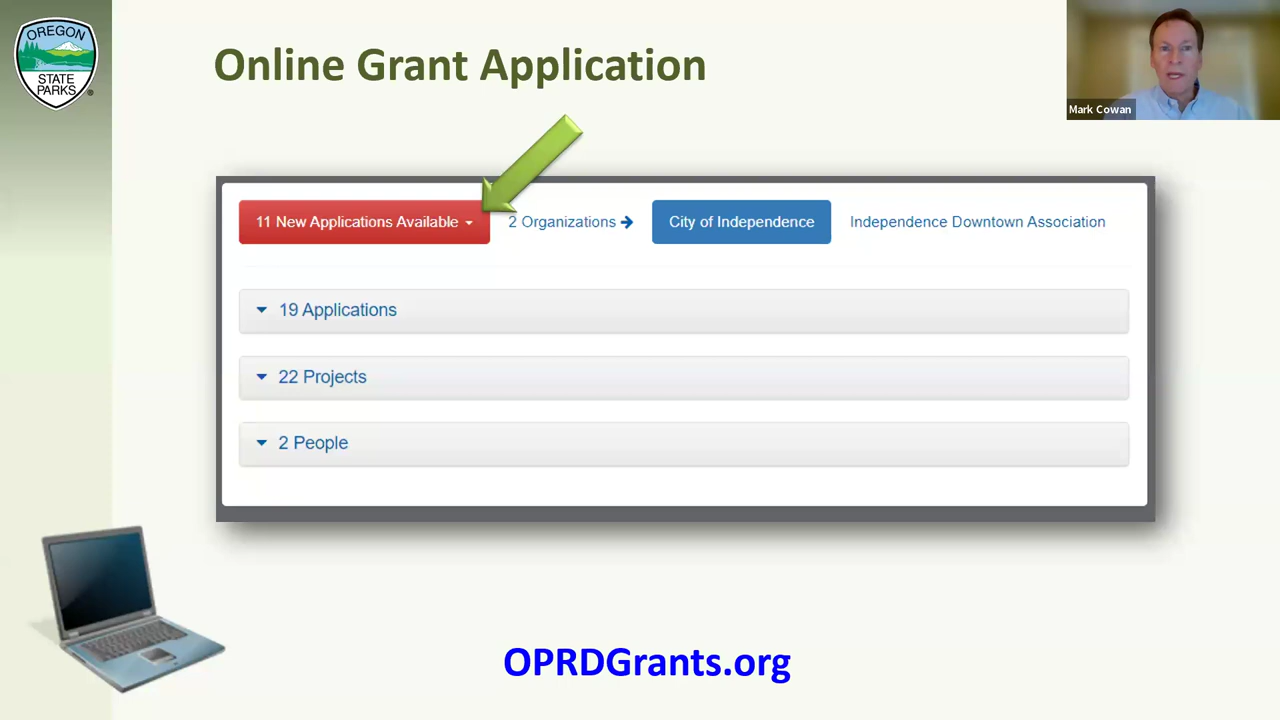 OREGON
STATE
PARKS
Online Grant Application
Mark Cowan
11 New Applications Available
2 Organizations
City of Independence
Independence Downtown Association
19 Applications
22 Projects
2 People
OPRDGrants.org